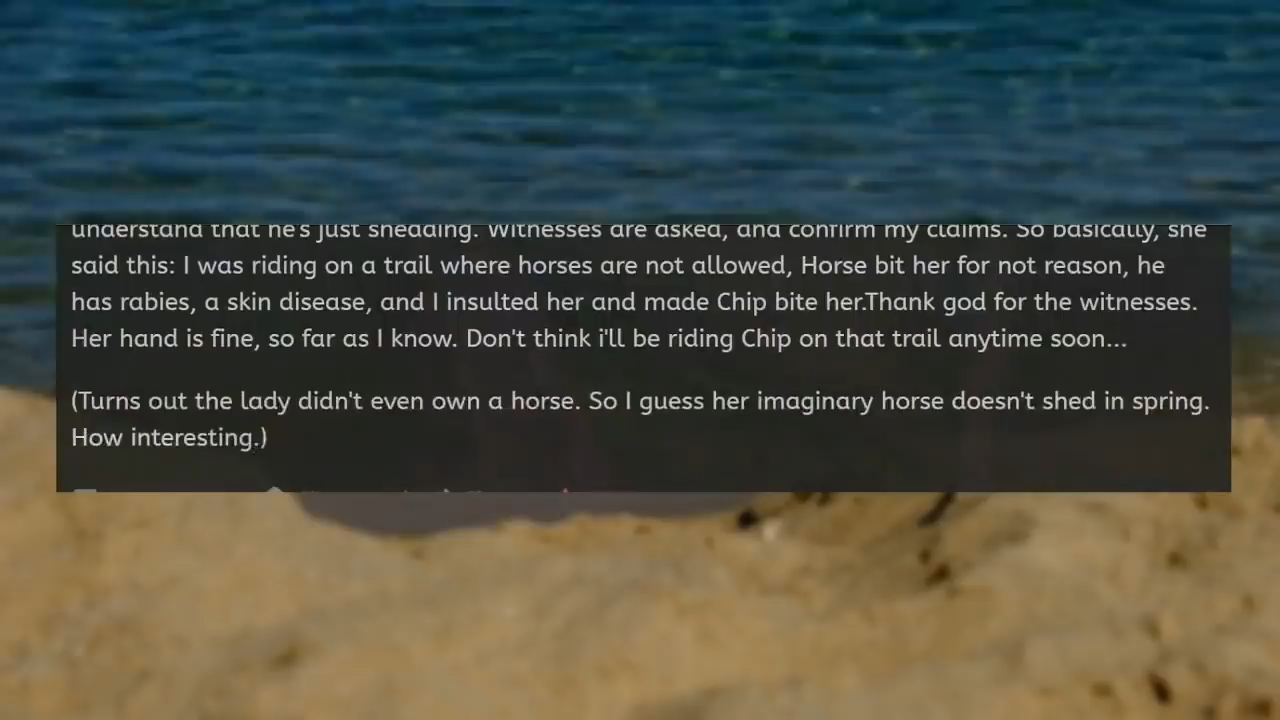 understand that he's just shedding. Witnesses are asked, and confirm my claims. So basically, she
said this: I was riding on a trail where horses are not allowed, Horse bit her for not reason, he
has rabies, a skin disease, and I insulted her and made Chip bite her.Thank god for the witnesses.
Her hand is fine, so far as I know. Don't think i'll be riding Chip on that trail anytime soon...
(Turns out the lady didn't even own a horse. So I guess her imaginary horse doesn't shed in spring.
How interesting.)